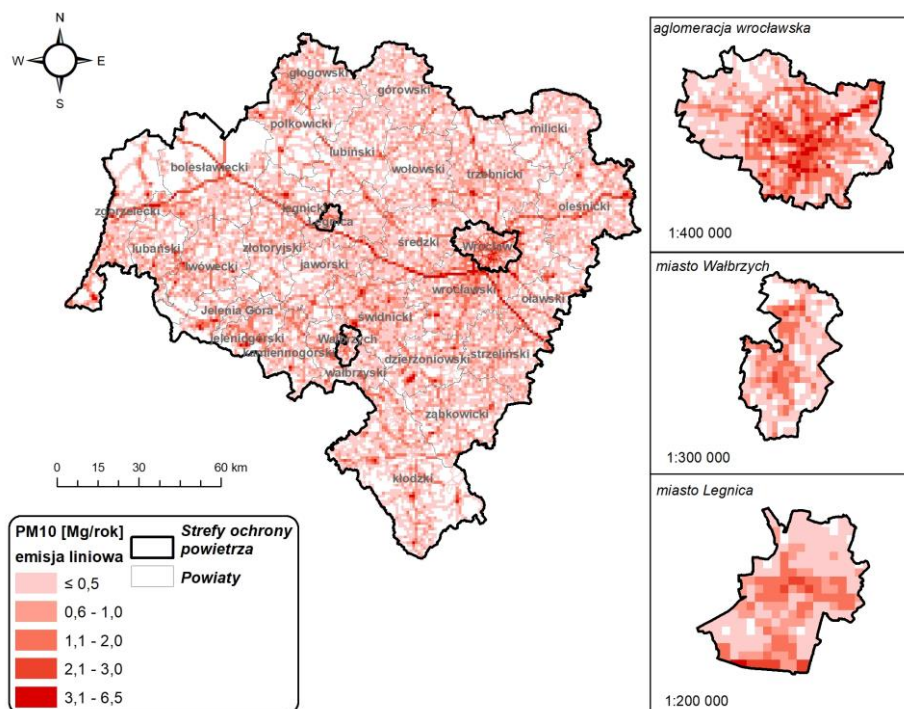 N
W
E
S
głogowski
górowski
polkowicki
milicki
lubiński
bolesławiecki
wołowski
trzebnicki
legnicki
Legnica
oleśnicki
zgorzelecki
średzki
Wrocław
lubański
złotoryjski
lwówecki
jaworski
wrocławski
oławski
Jelenia Góra
świdnicki
jeleniogórski
Wałbrzych
kamiennogórski
dzierżoniowski
strzeliński
wałbrzyski
ząbkowicki
kłodzki
0 15 30 60 km
PM10 [Mg/rok]
emisja liniowa
≤ 0,5
0,6 - 1,0
1,1 - 2,0
2,1 - 3,0
3,1 - 6,5
Strefy ochrony
powietrza
Powiaty
aglomeracja wrocławska
1:400 000
miasto Wałbrzych
1:300 000
miasto Legnica
1:200 000